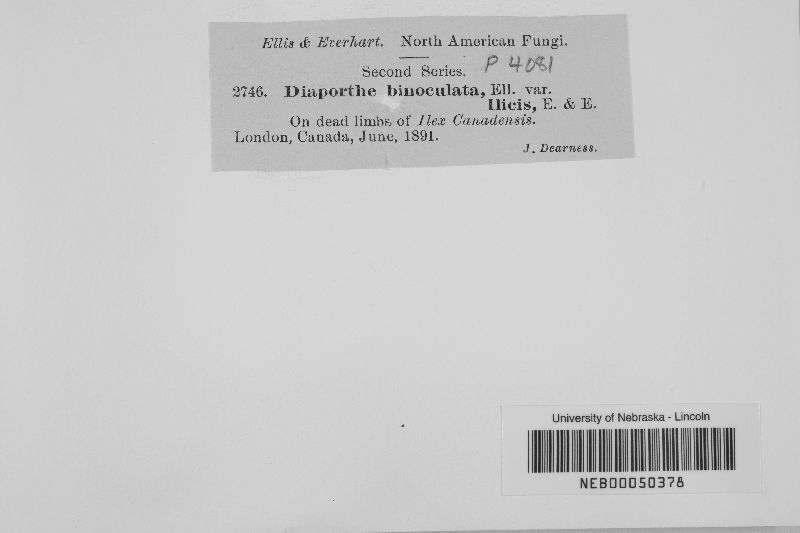 Ellis & Everhart. North American Fungi.
Second Series. P 4081
2746. Diaporthe binoculata, Ell. var.
Ilicis, E. & E.
On dead limbs of Ilex Canadensis.
London, Canada, June, 1891.
J. Dearness.
University of Nebraska - Lincoln
NEB00050378